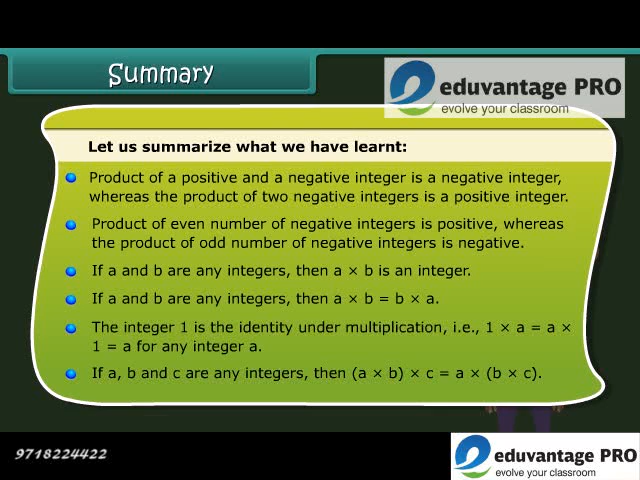 Summary
eduvantage PRO
evolve your classroom
Let us summarize what we have learnt:
Product of a positive and a negative integer is a negative integer,
whereas the product of two negative integers is a positive integer.
Product of even number of negative integers is positive, whereas
the product of odd number of negative integers is negative.
If a and b are any integers, then a × b is an integer.
If a and b are any integers, then a × b = b × a.
The integer 1 is the identity under multiplication, i.e., 1 × a = a ×
1 = a for any integer a.
If a, b and c are any integers, then (a × b) × c = a × (b × c).
9718224422
eduvantage PRO
evolve your classroom